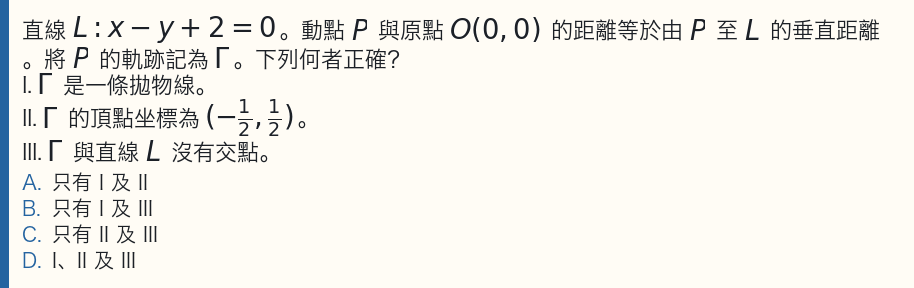 直線 L : x − y + 2 = 0。動點 P 與原點 O(0, 0) 的距離等於由 P 至 L 的垂直距離
。將 P 的軌跡記為 Γ。下列何者正確?
I. Γ 是一條拋物線。
II. Γ 的頂點坐標為 (−\frac{1}{2}, \frac{1}{2})。
III. Γ 與直線 L 沒有交點。
A. 只有 I 及 II
B. 只有 I 及 III
C. 只有 II 及 III
D. I、II 及 III